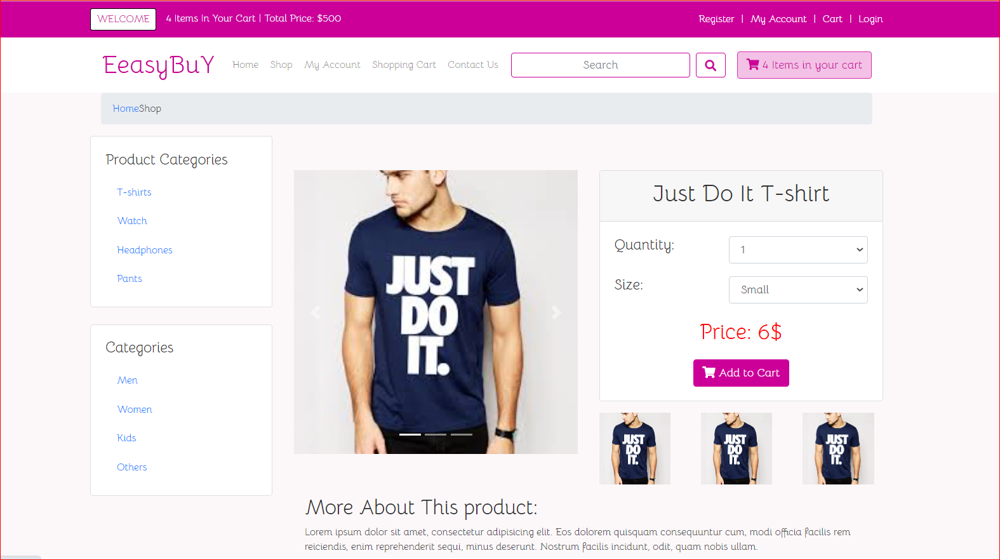 WELCOME 4 Items In Your Cart | Total Price: $500 Register | My Account | Cart | Login
EeasyBuY Home Shop My Account Shopping Cart Contact Us Search 4 Items in your cart
HomeShop
Product Categories
T-shirts
Watch
Headphones
Pants
Categories
Men
Women
Kids
Others
JUST
DO
IT.
Just Do It T-shirt
Quantity: 1
Size: Small
Price: 6$
Add to Cart
JUST
DO
IT.
JUST
DO
IT.
JUST
DO
IT.
More About This product:
Lorem ipsum dolor sit amet, consectetur adipisicing elit. Eos dolorem quisquam consequuntur cum, modi officia facilis rem
reiciendis, enim reprehenderit sequi, minus deserunt. Nostrum facilis incidunt, odit, quam nobis ullam.